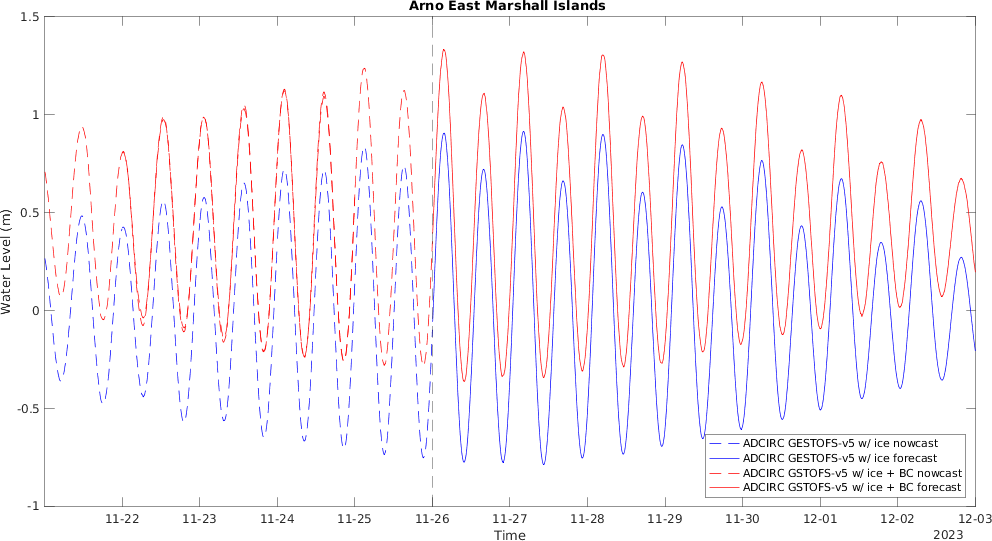 Arno East Marshall Islands
1.5
1
0.5
0
-0.5
-1
Water Level (m)
11-22 11-23 11-24 11-25 11-26 11-27 11-28 11-29 11-30 12-01 12-02 12-03
Time
2023
ADCIRC GESTOFS-v5 w/ ice nowcast
ADCIRC GESTOFS-v5 w/ ice forecast
ADCIRC GSTOFS-v5 w/ ice + BC nowcast
ADCIRC GSTOFS-v5 w/ ice + BC forecast